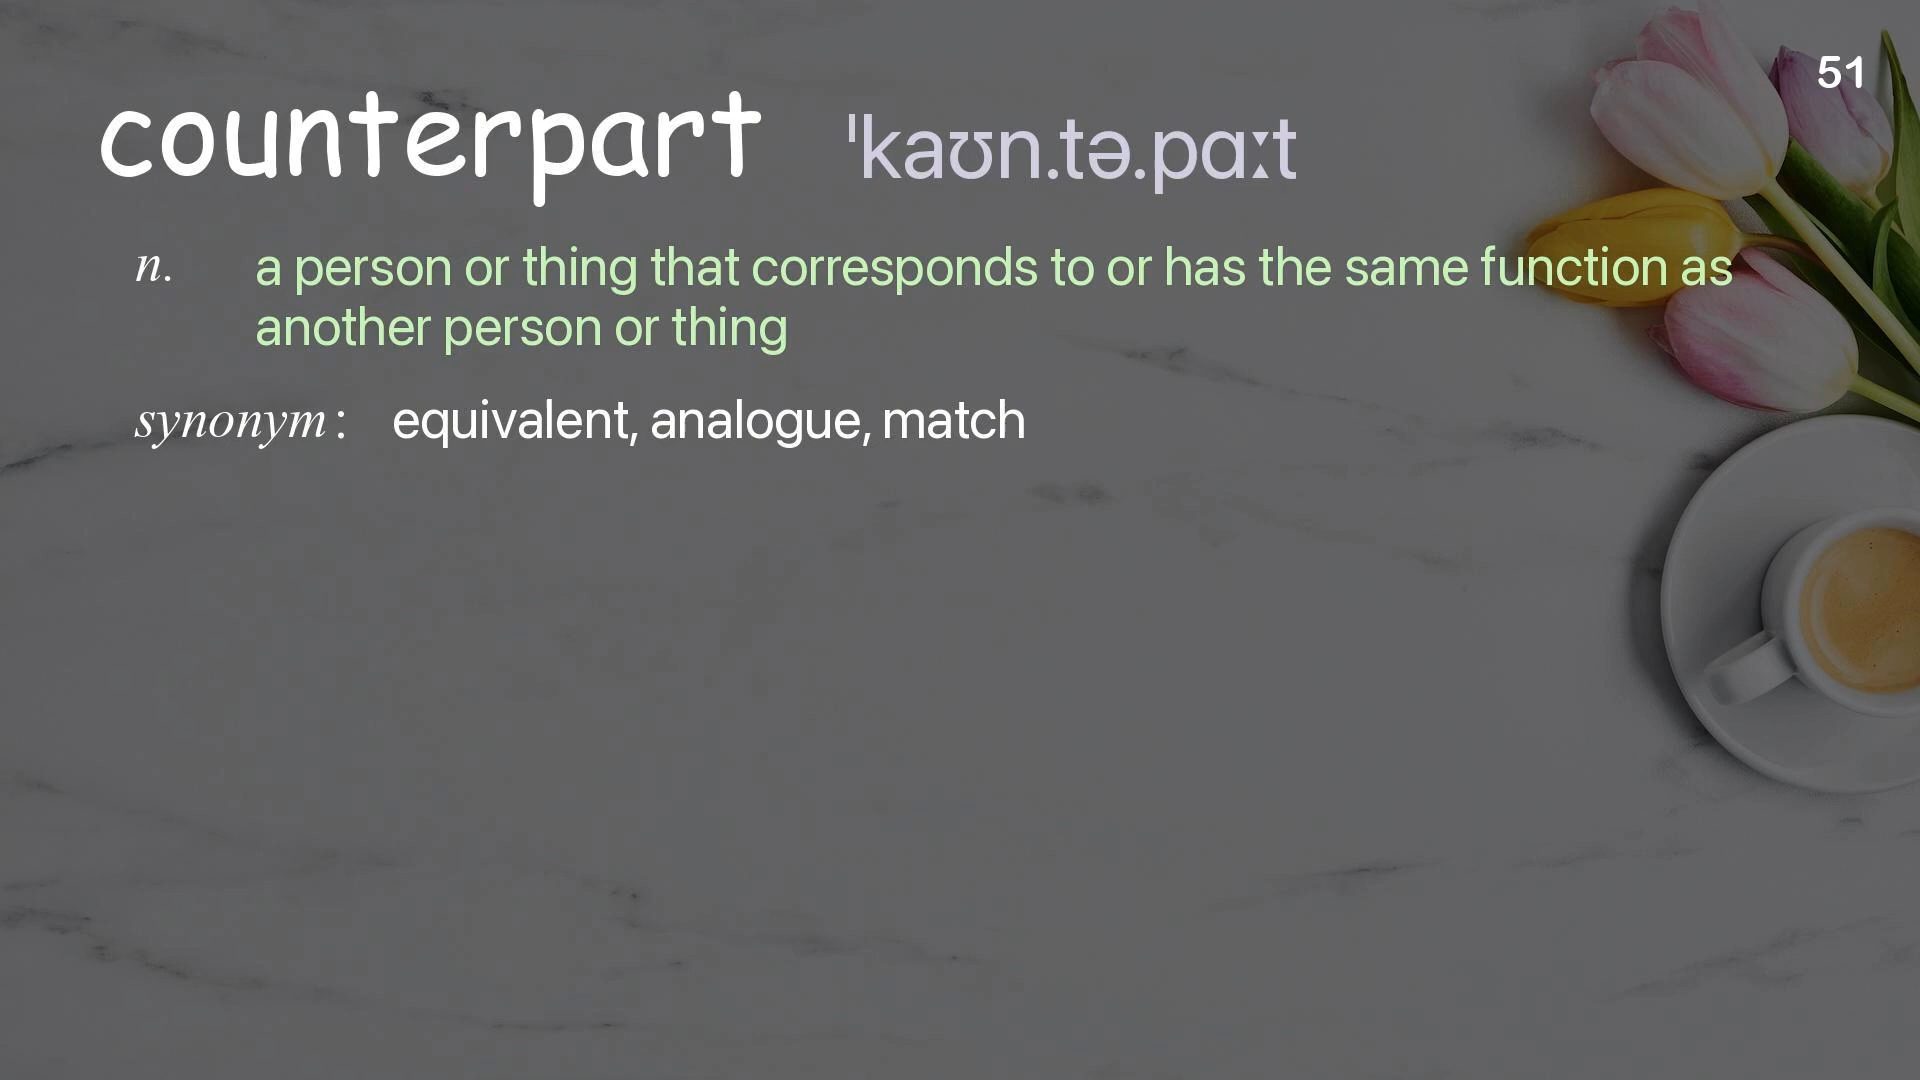 51
counterpart ˈkaʊn.tə.pɑːt
n. a person or thing that corresponds to or has the same function as
another person or thing
synonym: equivalent, analogue, match